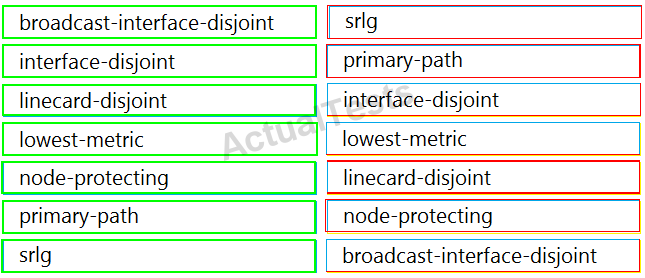 broadcast-interface-disjoint
interface-disjoint
linecard-disjoint
lowest-metric
node-protecting
primary-path
srlg
srlg
primary-path
interface-disjoint
lowest-metric
linecard-disjoint
node-protecting
broadcast-interface-disjoint
ActualTests